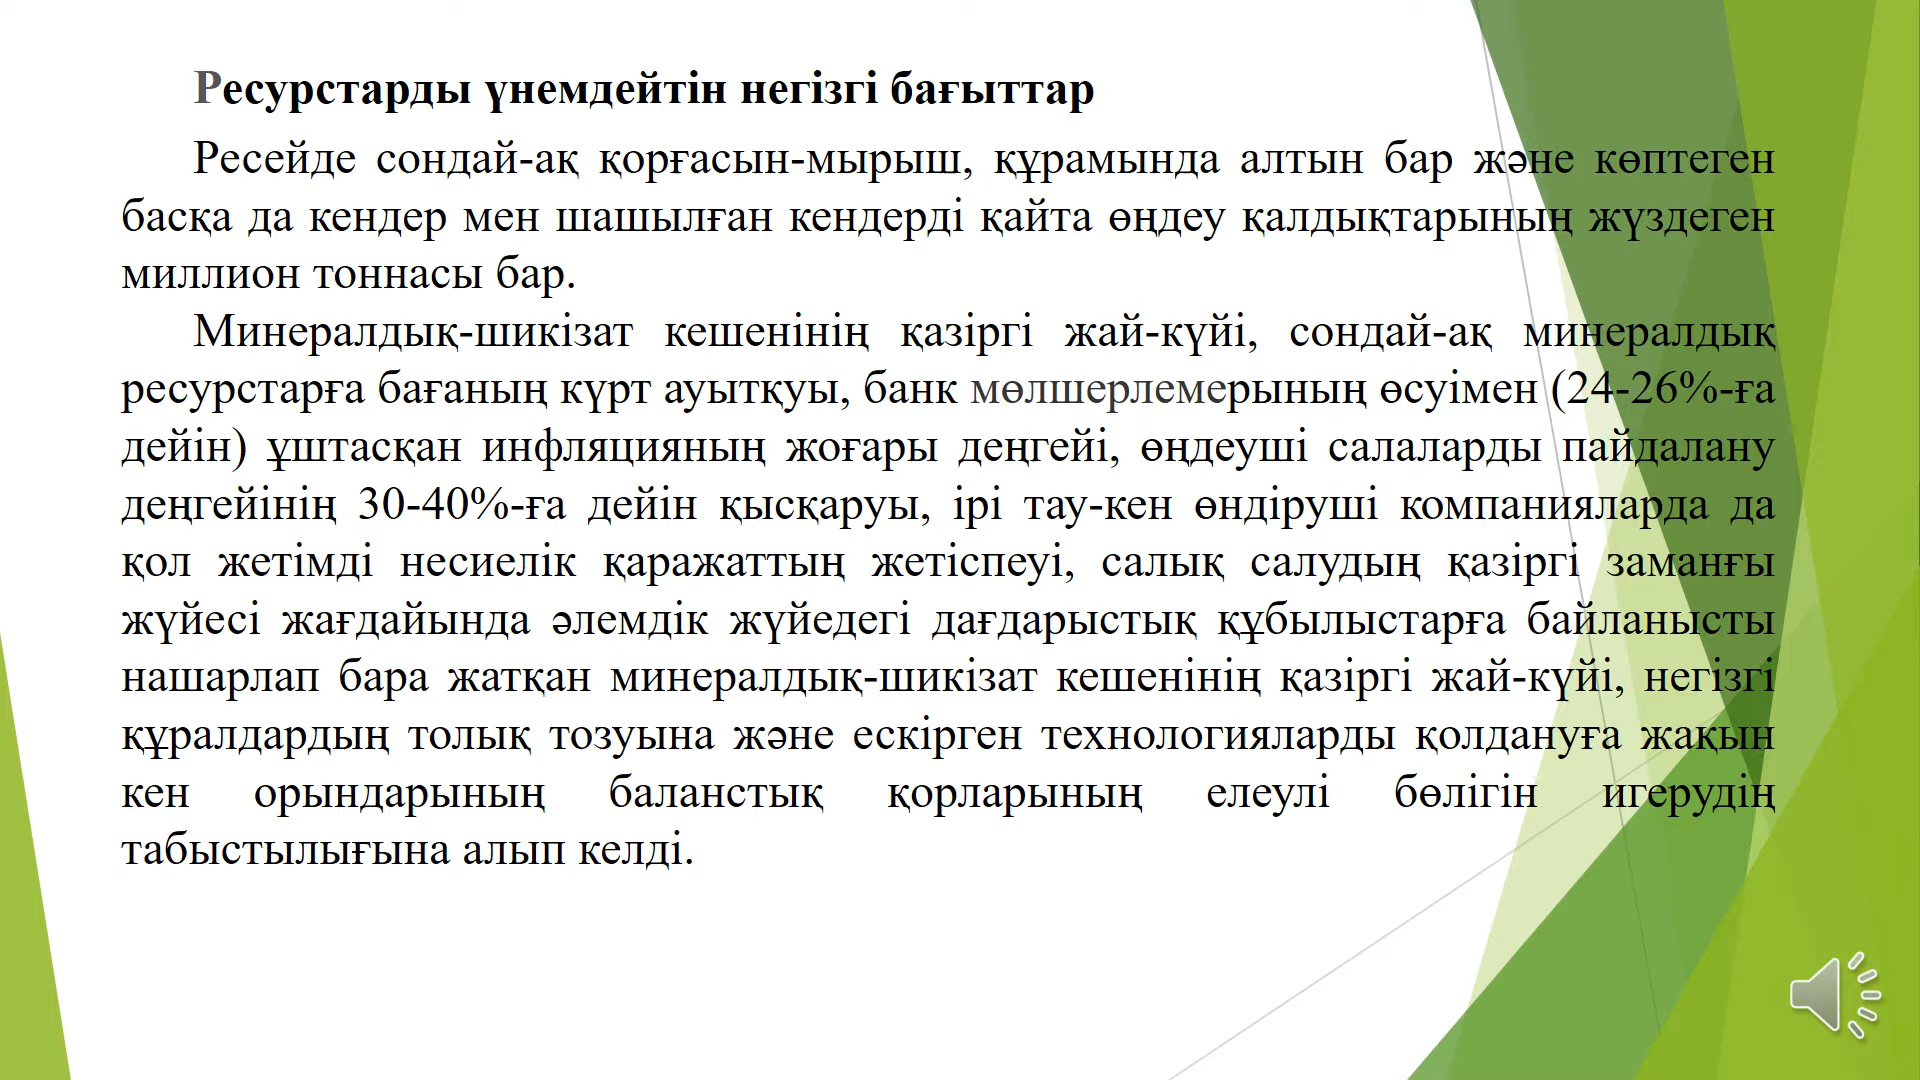 Ресурстарды үнемдейтін негізгі бағыттар
Ресейде сондай-ақ қорғасын-мырыш, құрамында алтын бар және көптеген
басқа да кендер мен шашылған кендерді қайта өңдеу қалдықтарының жүздеген
миллион тоннасы бар.
Минералдық-шикізат кешенінің қазіргі жай-күйі, сондай-ақ минералдық
ресурстарға бағаның күрт ауытқуы, банк мөлшерлемерының өсуімен (24-26%-ға
дейін) ұштасқан инфляцияның жоғары деңгейі, өңдеуші салаларды пайдалану
деңгейінің 30-40%-ға дейін қысқаруы, ірі тау-кен өндіруші компанияларда да
қол жетімді несиелік қаражаттың жетіспеуі, салық салудың қазіргі заманғы
жүйесі жағдайында әлемдік жүйедегі дағдарыстық құбылыстарға байланысты
нашарлап бара жатқан минералдық-шикізат кешенінің қазіргі жай-күйі, негізгі
құралдардың толық тозуына және ескірген технологияларды қолдануға жақын
кен орындарының баланстық қорларының елеулі бөлігін игерудің
табыстылығына алып келді.